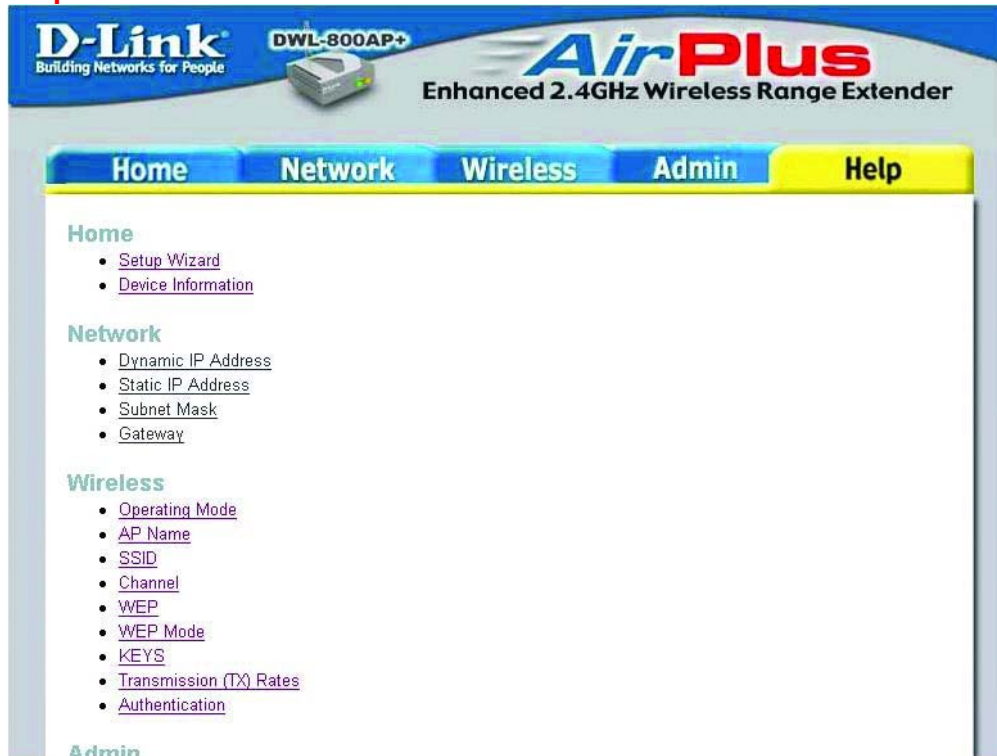 D-Link
Building Networks for People
DWL-800AP+
AirPlus
Enhanced 2.4GHz Wireless Range Extender
Home Network Wireless Admin Help
Home
• Setup Wizard
• Device Information
Network
• Dynamic IP Address
• Static IP Address
• Subnet Mask
• Gateway
Wireless
• Operating Mode
• AP Name
• SSID
• Channel
• WEP
• WEP Mode
• KEYS
• Transmission (TX) Rates
• Authentication
Admin